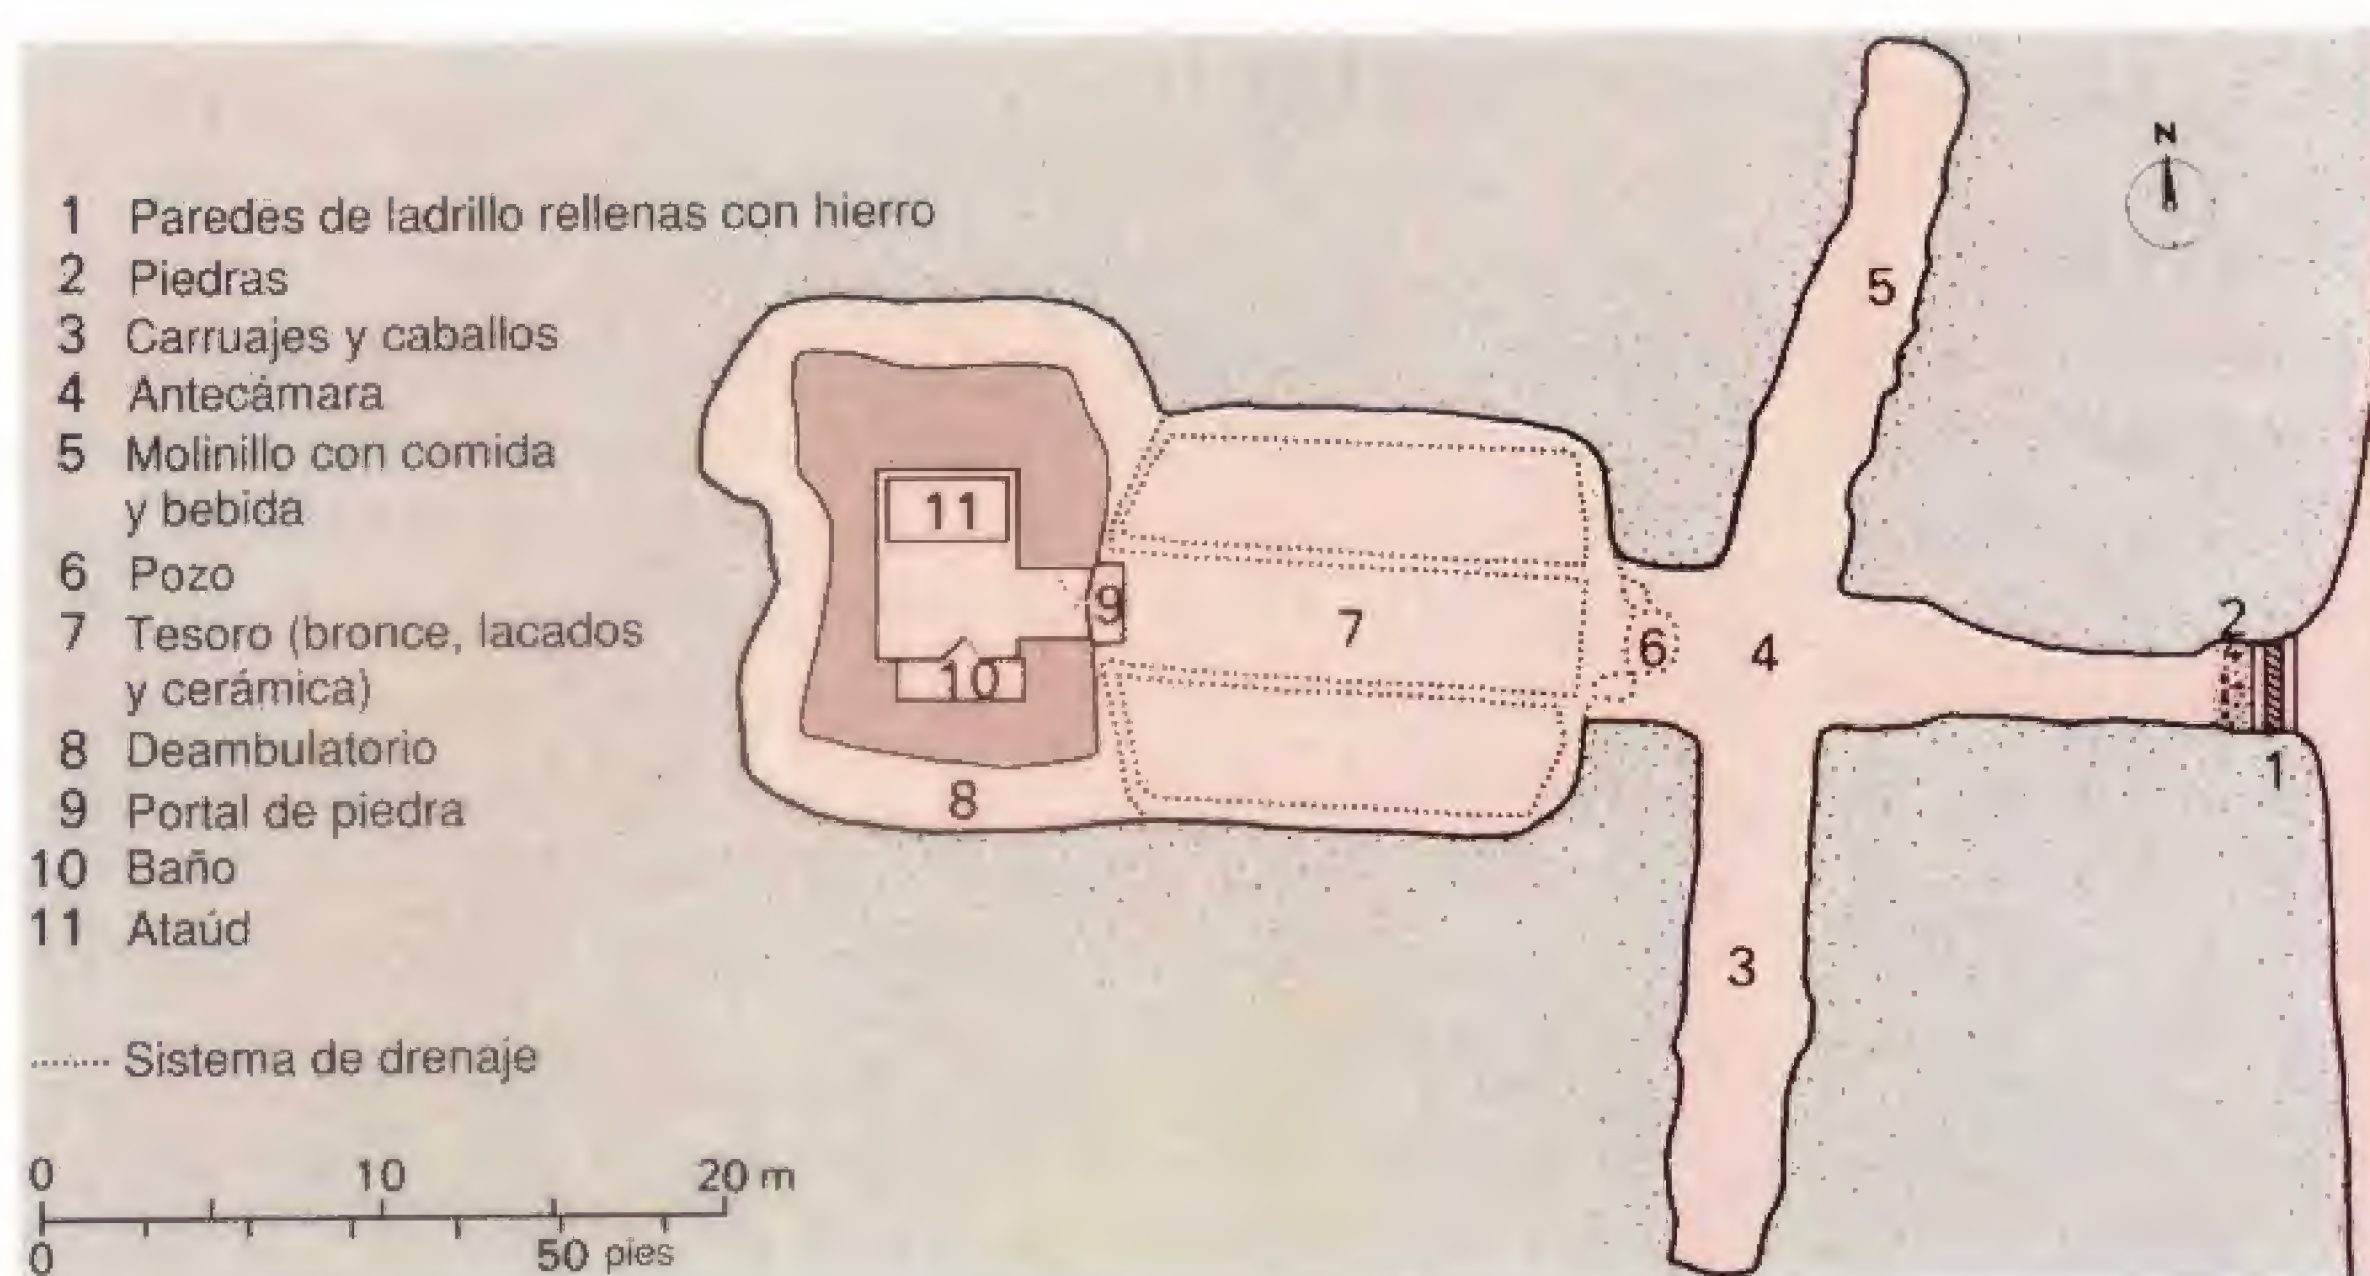 1 Paredes de ladrillo rellenas con hierro
2 Piedras
3 Carruajes y caballos
4 Antecámara
5 Molinillo con comida
y bebida
6 Pozo
7 Tesoro (bronce, lacados
y cerámica)
8 Deambulatorio
9 Portal de piedra
10 Baño
11 Ataúd
Sistema de drenaje
0 10 20 m
0 50 pies
N
5
11
9
7
6
4
2
10
8
1
3